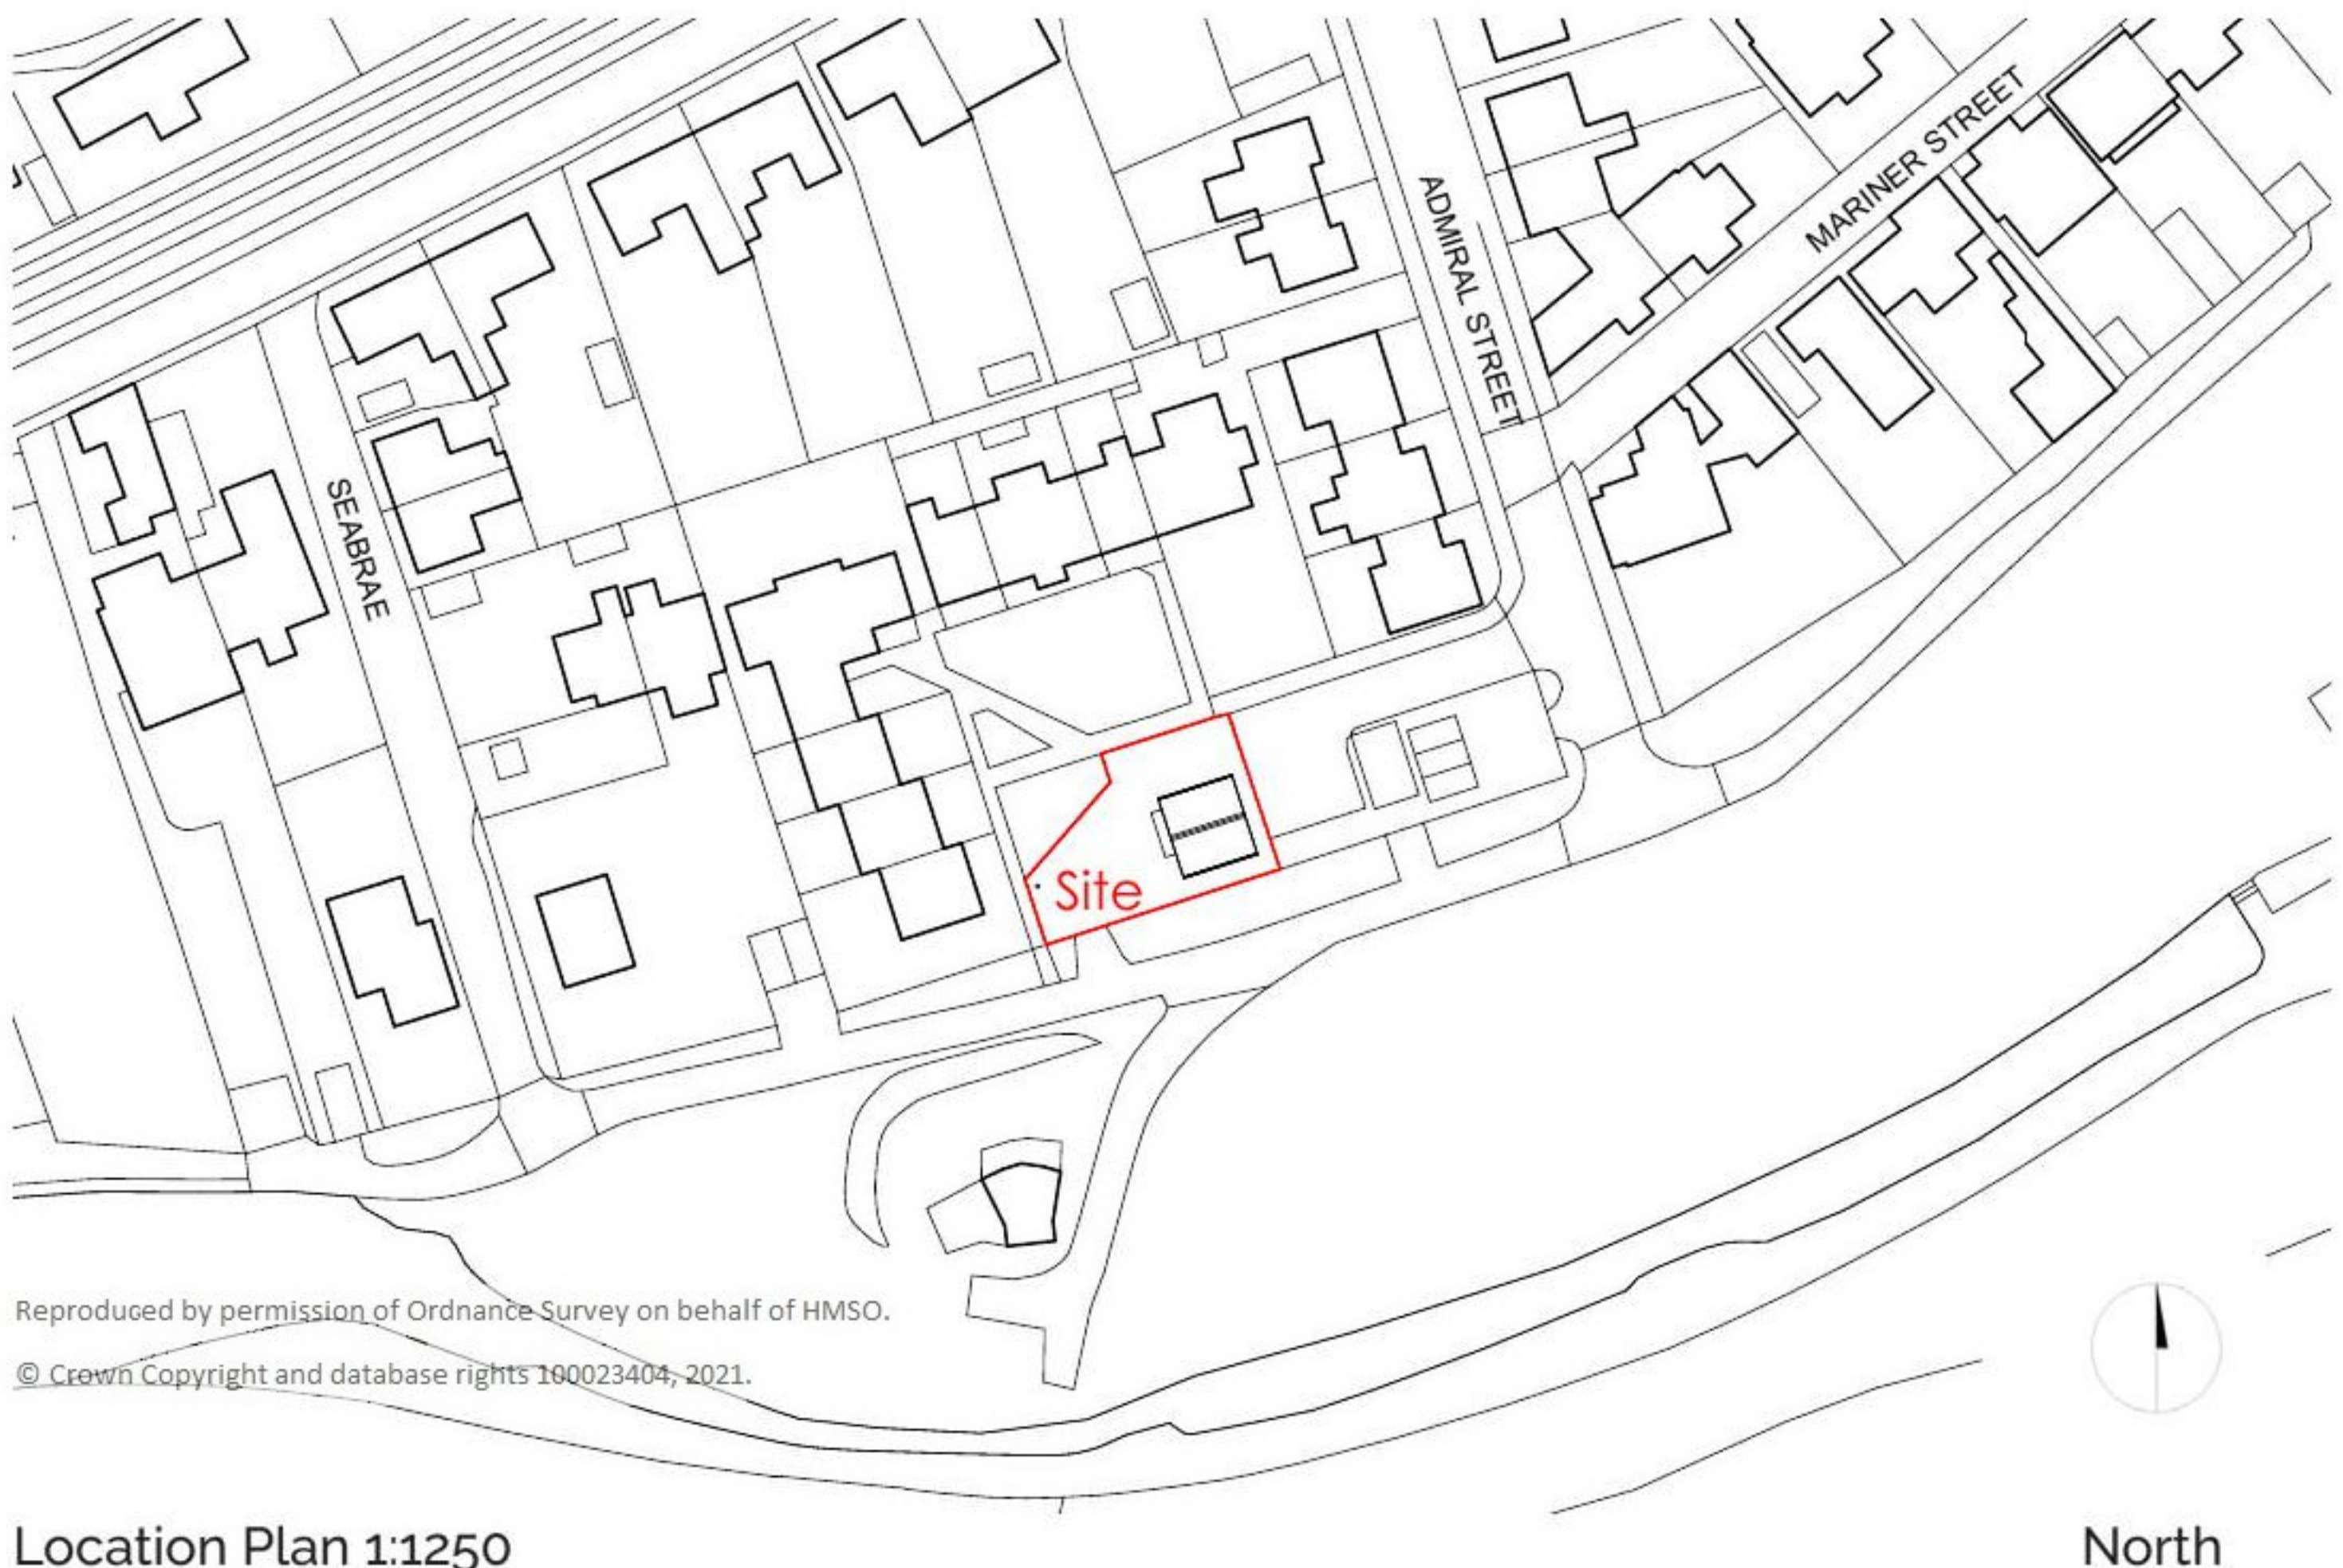 MARINER STREET
ADMIRAL STREET
SEABRAE
Site
Reproduced by permission of Ordnance Survey on behalf of HMSO.
© Crown Copyright and database rights 100023404, 2021.
Location Plan 1:1250
North